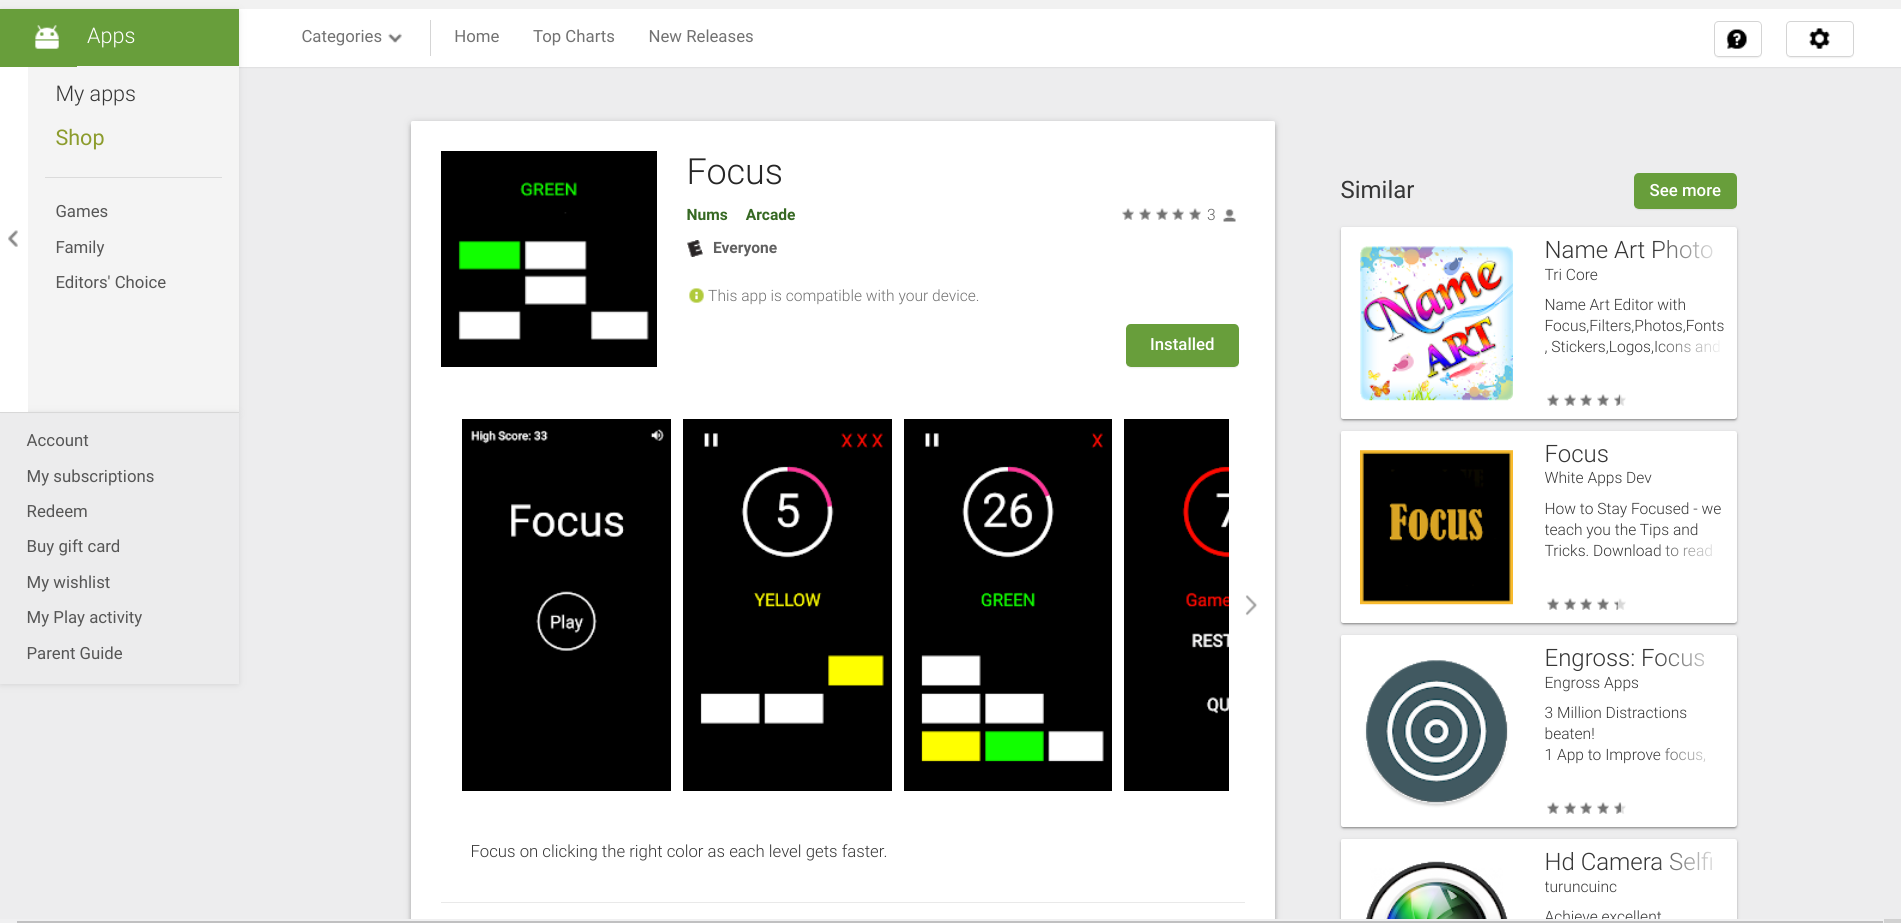 Apps
Categories
Home
Top Charts
New Releases
My apps
Shop
Games
Family
Editors' Choice
Account
My subscriptions
Redeem
Buy gift card
My wishlist
My Play activity
Parent Guide
GREEN
Focus
Nums Arcade
3
E Everyone
This app is compatible with your device.
Installed
High Score: 33
Focus
Play
X X X
5
YELLOW
X
26
GREEN
7
Game
REST
QU
Focus on clicking the right color as each level gets faster.
Similar
See more
Name ART
Name Art Photo
Tri Core
Name Art Editor with
Focus,Filters,Photos,Fonts
, Stickers,Logos,Icons and
Focus
Focus
White Apps Dev
How to Stay Focused - we
teach you the Tips and
Tricks. Download to read
Engross: Focus
Engross Apps
3 Million Distractions
beaten!
1 App to Improve focus,
Hd Camera Selfi
turuncuinc
Achieve excellent